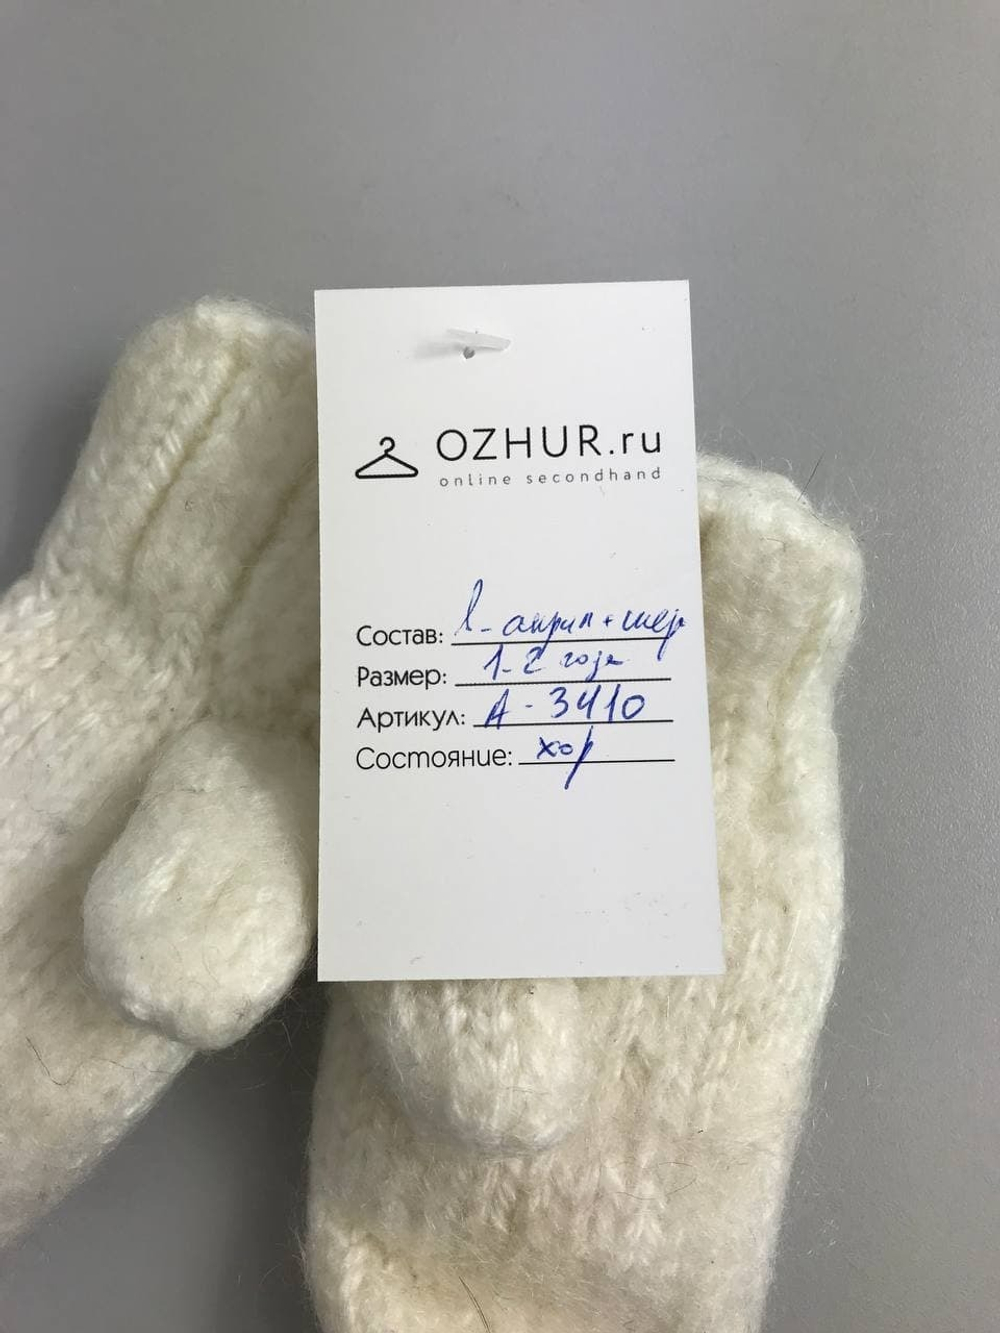 OZHUR.ru
online secondhand
Состав: - акрил + шер
Размер: 1-2 года
Артикул: А - 3410
Состояние: хор